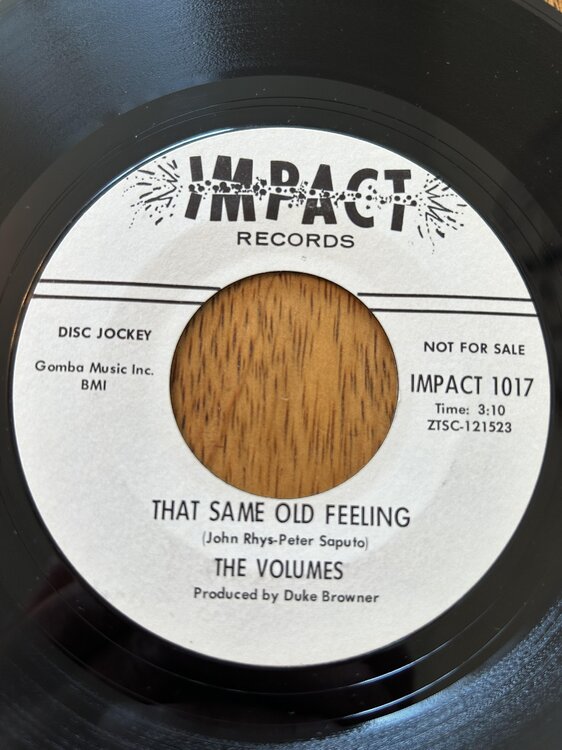 IMPACT
RECORDS
DISC JOCKEY
Gomba Music Inc.
BMI
NOT FOR SALE
IMPACT 1017
Time: 3:10
ZTSC-121523
THAT SAME OLD FEELING
(John Rhys-Peter Saputo)
THE VOLUMES
Produced by Duke Browner